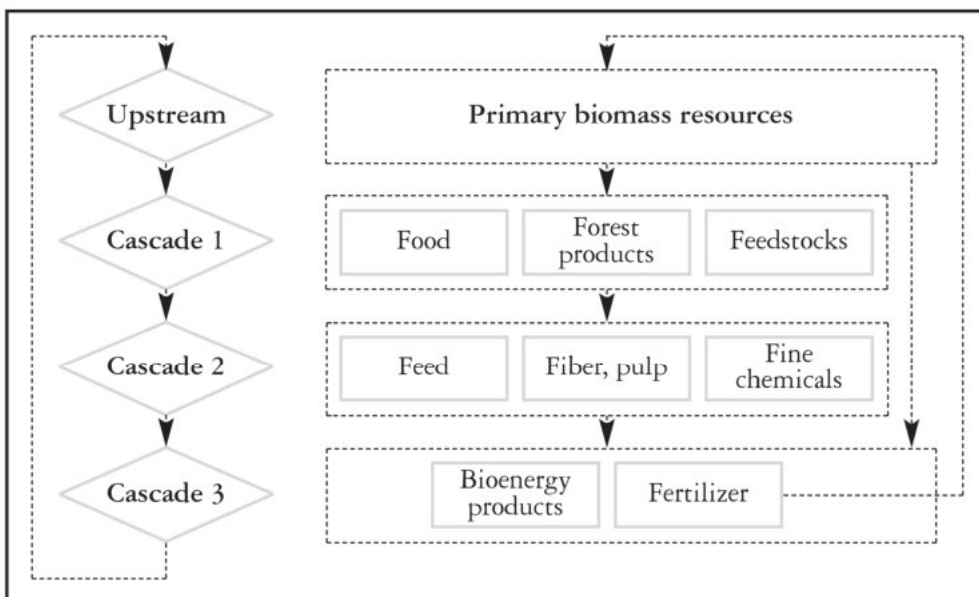 Upstream
Primary biomass resources
Cascade 1
Food
Forest
products
Feedstocks
Cascade 2
Feed
Fiber, pulp
Fine
chemicals
Cascade 3
Bioenergy
products
Fertilizer